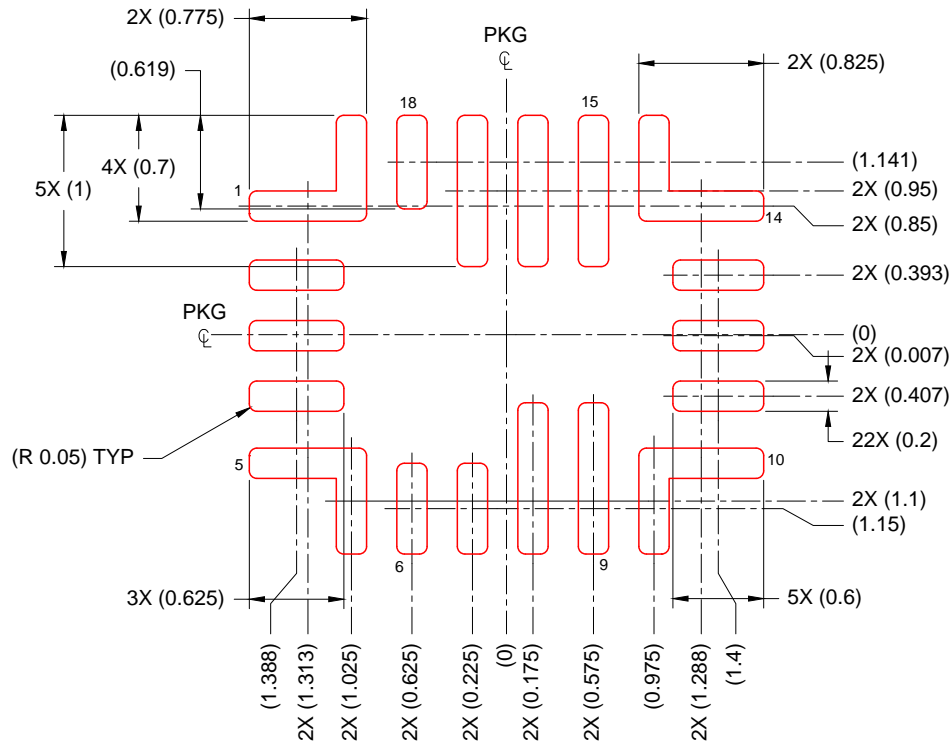 2X (0.775)
PKG
℄
(0.619)
2X (0.825)
18
15
4X (0.7)
(1.141)
5X (1)
1
2X (0.95)
14
2X (0.85)
2X (0.393)
PKG
℄
(0)
2X (0.007)
2X (0.407)
(R 0.05) TYP
22X (0.2)
5
10
2X (1.1)
(1.15)
6
9
3X (0.625)
5X (0.6)
(1.388)
2X (1.313)
2X (1.025)
2X (0.625)
2X (0.225)
(0)
2X (0.175)
2X (0.575)
(0.975)
2X (1.288)
(1.4)